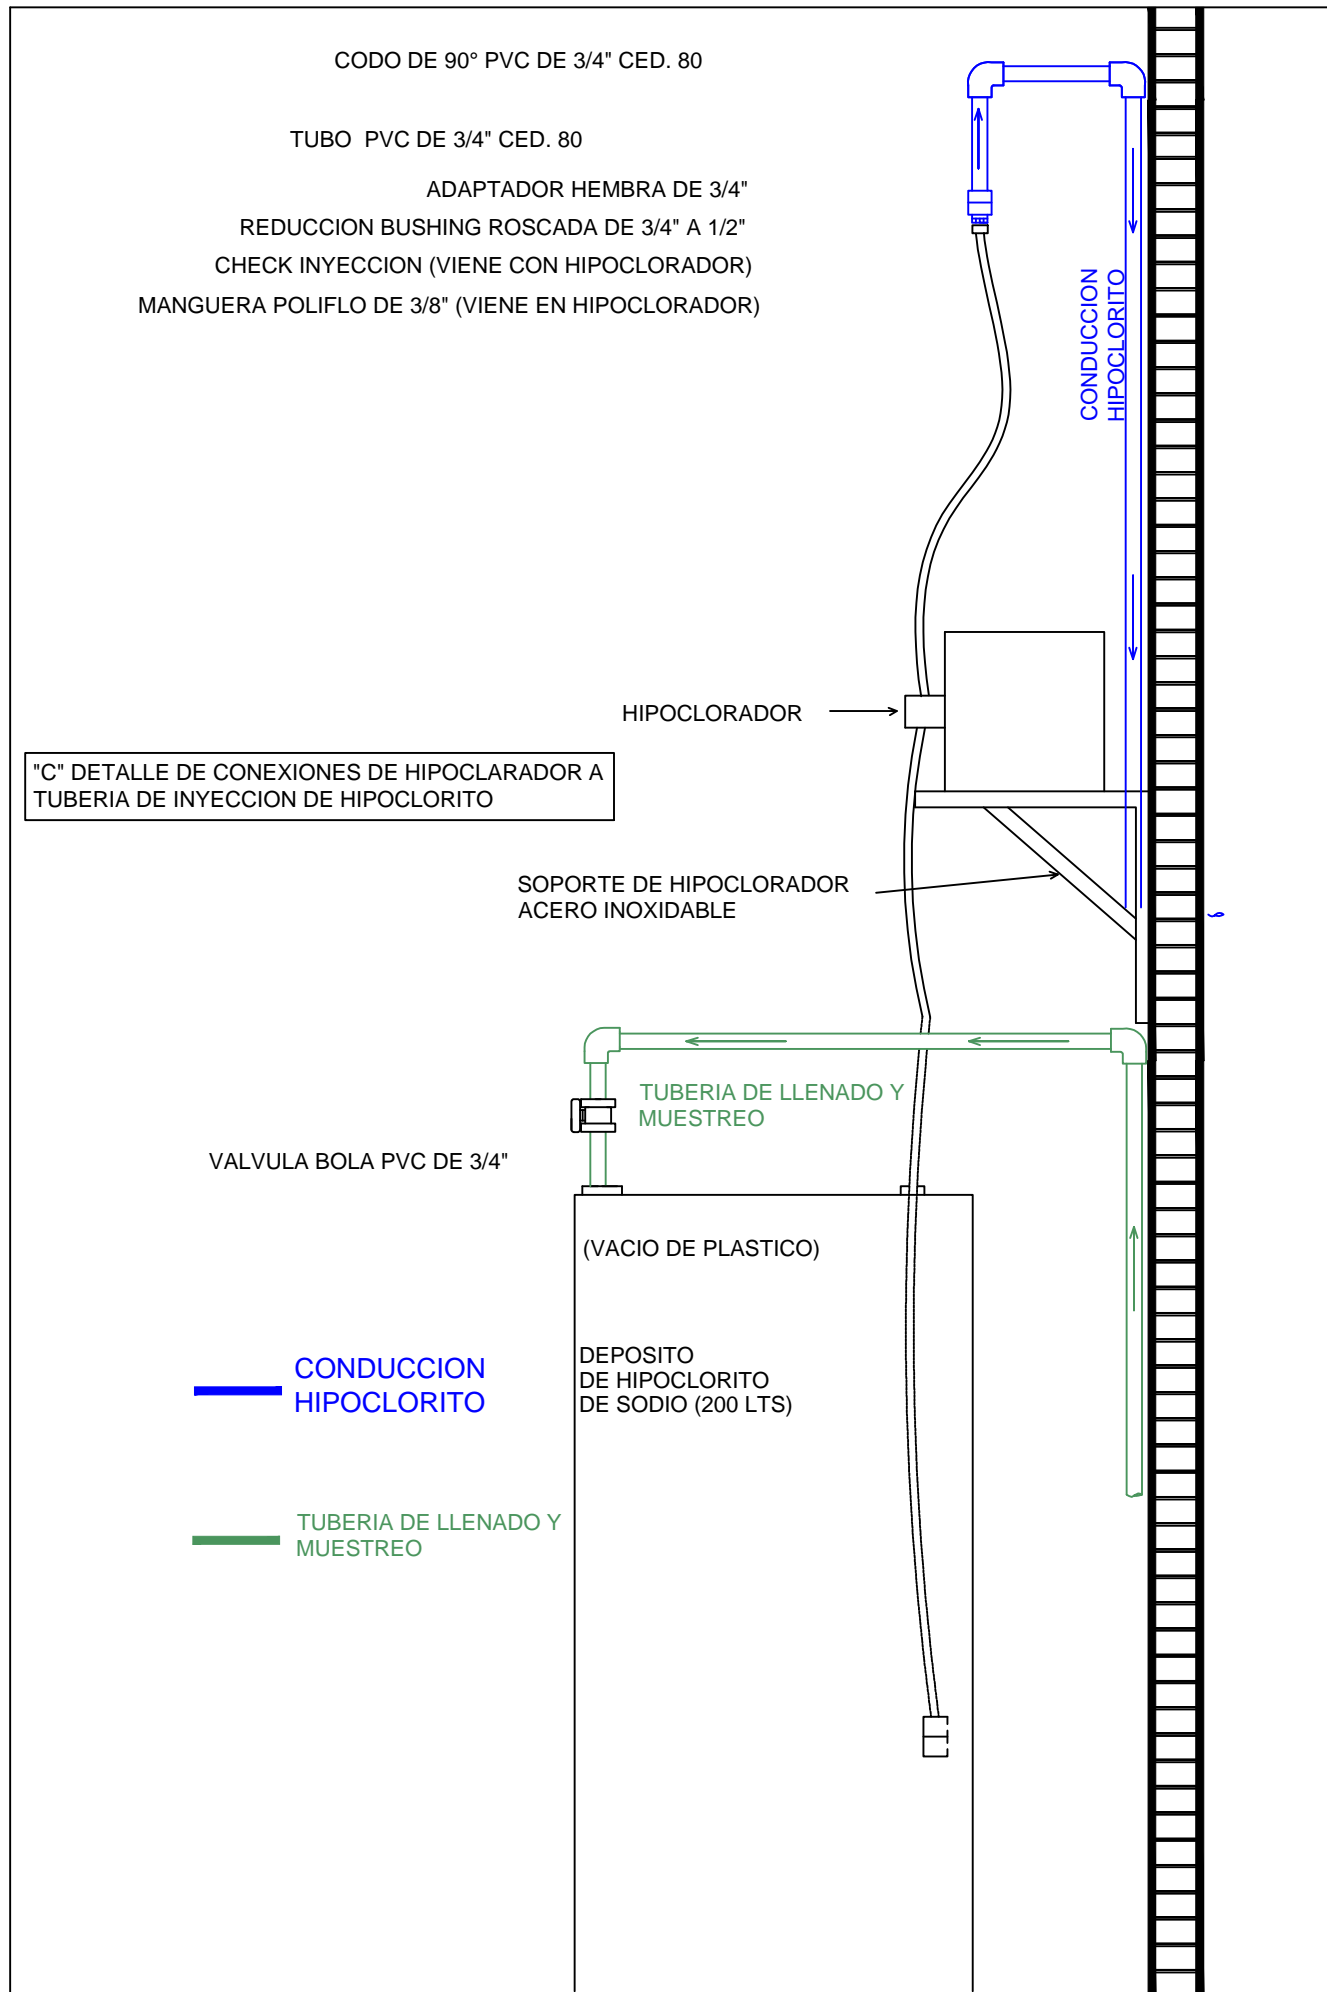 CODO DE 90° PVC DE 3/4" CED. 80
TUBO PVC DE 3/4" CED. 80
ADAPTADOR HEMBRA DE 3/4"
REDUCCION BUSHING ROSCADA DE 3/4" A 1/2"
CHECK INYECCION (VIENE CON HIPOCLORADOR)
MANGUERA POLIFLO DE 3/8" (VIENE EN HIPOCLORADOR)
CONDUCCION
HIPOCLORITO
HIPOCLORADOR
"C" DETALLE DE CONEXIONES DE HIPOCLARADOR A
TUBERIA DE INYECCION DE HIPOCLORITO
SOPORTE DE HIPOCLORADOR
ACERO INOXIDABLE
TUBERIA DE LLENADO Y
MUESTREO
VALVULA BOLA PVC DE 3/4"
(VACIO DE PLASTICO)
DEPOSITO
DE HIPOCLORITO
DE SODIO (200 LTS)
CONDUCCION
HIPOCLORITO
TUBERIA DE LLENADO Y
MUESTREO